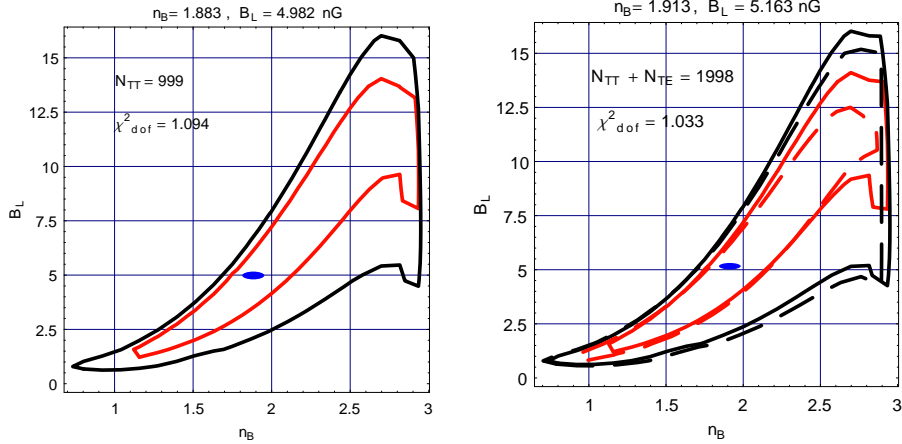 n_B= 1.883 , B_L = 4.982 nG
N_TT = 999
χ²_dof = 1.094
B_L
15
12.5
10
7.5
5
2.5
0
1
1.5
2
2.5
3
n_B
n_B= 1.913 , B_L = 5.163 nG
N_TT + N_TE = 1998
χ²_dof = 1.033
B_L
15
12.5
10
7.5
5
2.5
0
1
1.5
2
2.5
3
n_B